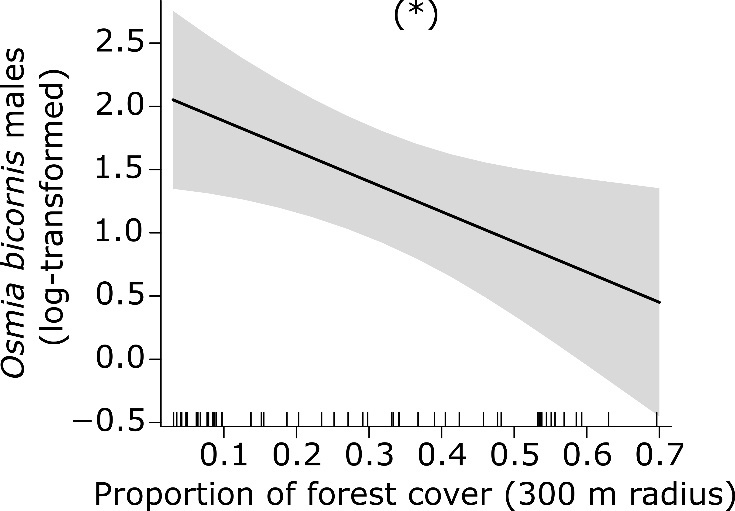 (*)
Osmia bicornis males
(log-transformed)
2.5
2.0
1.5
1.0
0.5
0.0
−0.5
0.1 0.2 0.3 0.4 0.5 0.6 0.7
Proportion of forest cover (300 m radius)